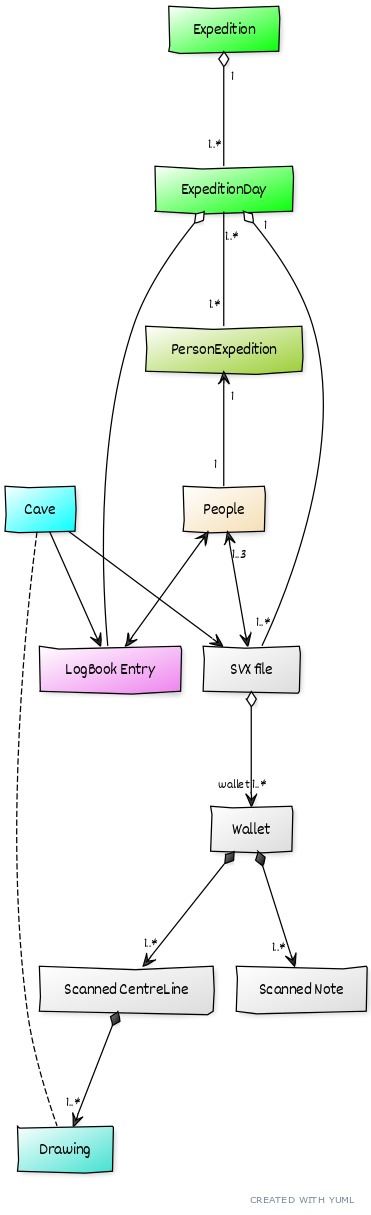 Expedition
1
1..*
ExpeditionDay
1..*
1
1..*
PersonExpedition
1
1
Cave
People
1..3
1..*
LogBook Entry
SVX file
wallet 1..*
Wallet
1..*
1..*
Scanned CentreLine
Scanned Note
1..*
Drawing
CREATED WITH YUML